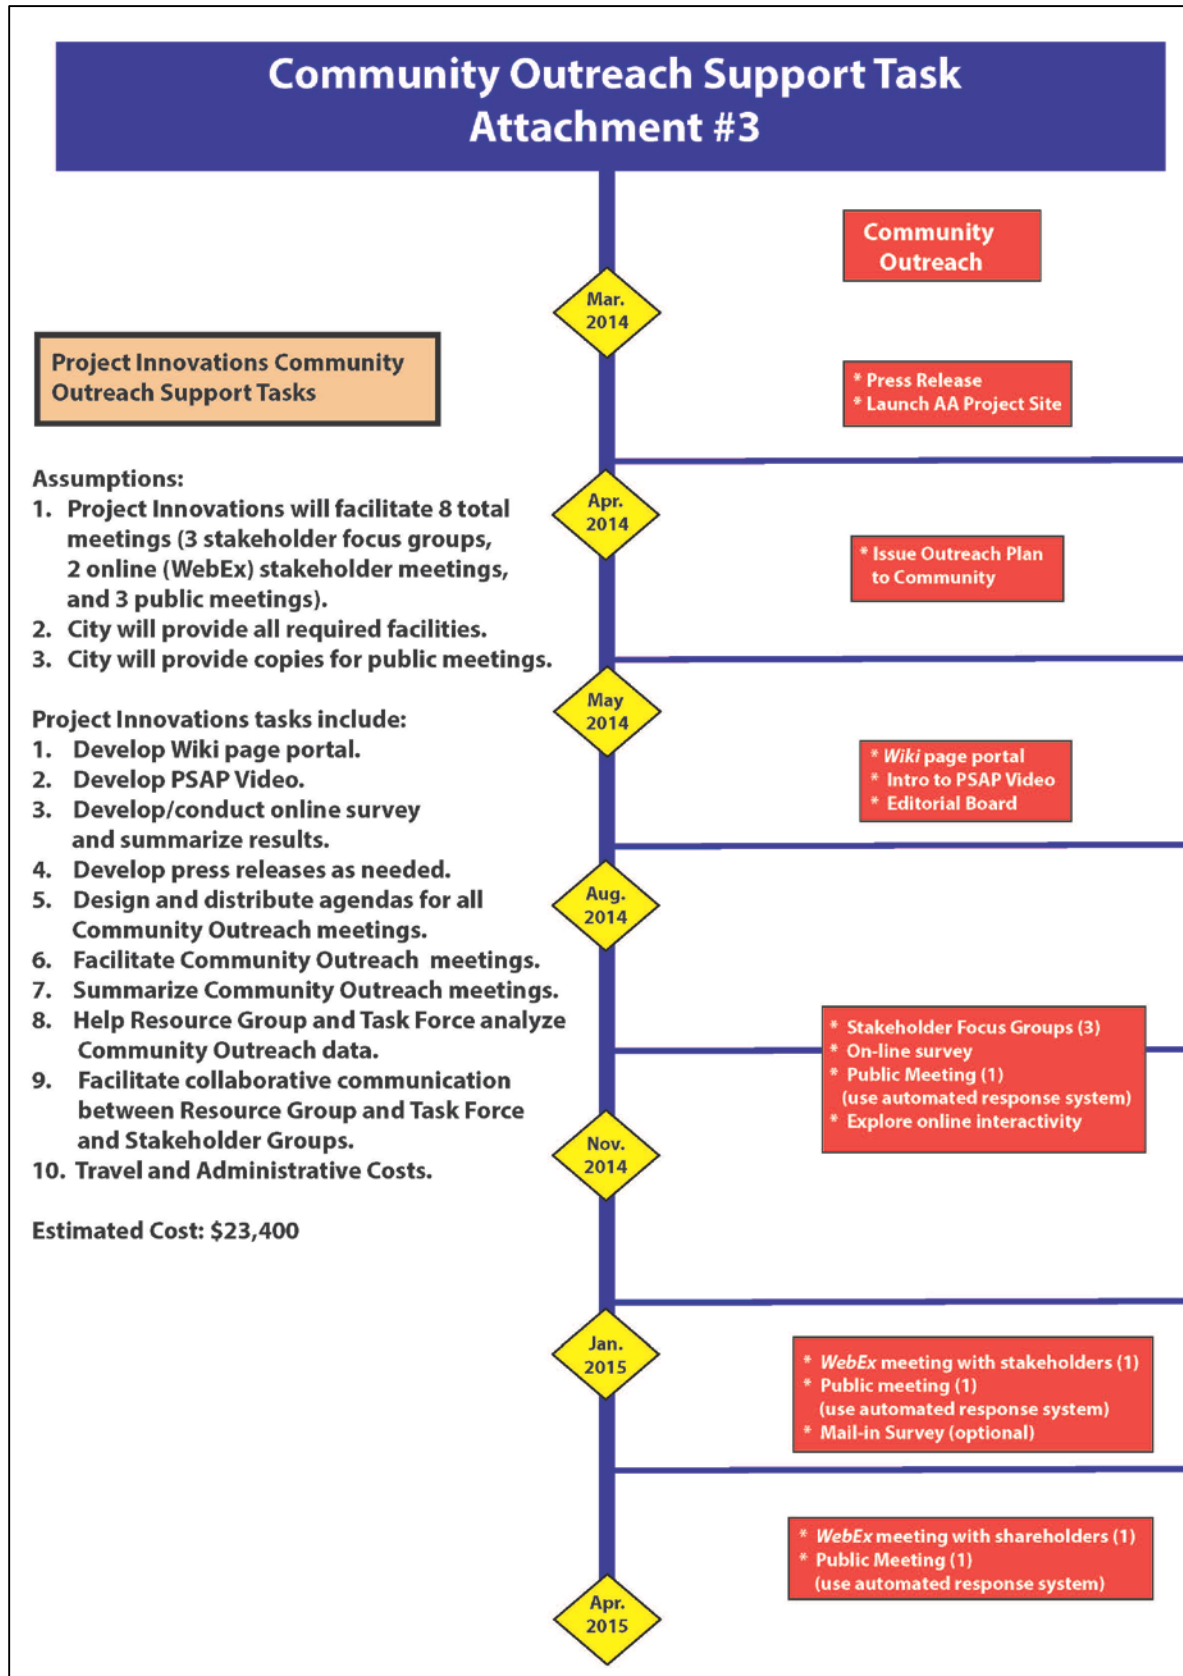 Community Outreach Support Task
Attachment #3
Community
Outreach
Mar.
2014
Project Innovations Community
Outreach Support Tasks
* Press Release
* Launch AA Project Site
Assumptions:
1. Project Innovations will facilitate 8 total
meetings (3 stakeholder focus groups,
2 online (WebEx) stakeholder meetings,
and 3 public meetings).
2. City will provide all required facilities.
3. City will provide copies for public meetings.
Apr.
2014
* Issue Outreach Plan
to Community
Project Innovations tasks include:
1. Develop Wiki page portal.
2. Develop PSAP Video.
3. Develop/conduct online survey
and summarize results.
4. Develop press releases as needed.
5. Design and distribute agendas for all
Community Outreach meetings.
6. Facilitate Community Outreach meetings.
7. Summarize Community Outreach meetings.
8. Help Resource Group and Task Force analyze
Community Outreach data.
9. Facilitate collaborative communication
between Resource Group and Task Force
and Stakeholder Groups.
10. Travel and Administrative Costs.
Estimated Cost: $23,400
May
2014
* Wiki page portal
* Intro to PSAP Video
* Editorial Board
Aug.
2014
* Stakeholder Focus Groups (3)
* On-line survey
* Public Meeting (1)
(use automated response system)
* Explore online interactivity
Nov.
2014
Jan.
2015
* WebEx meeting with stakeholders (1)
* Public meeting (1)
(use automated response system)
* Mail-in Survey (optional)
* WebEx meeting with shareholders (1)
* Public Meeting (1)
(use automated response system)
Apr.
2015